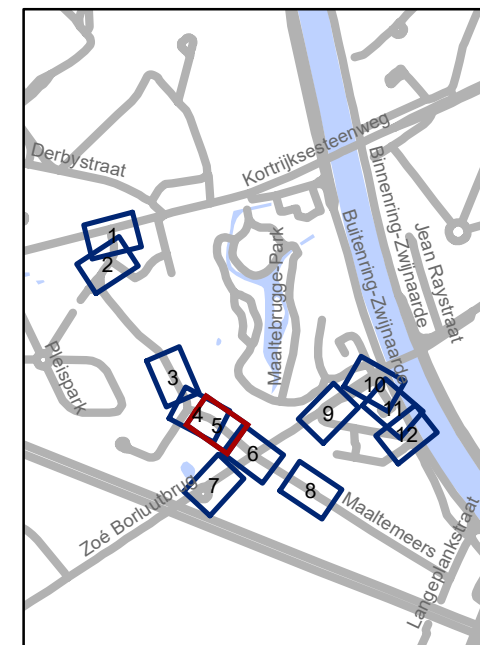 Derbystraat
Kortrijksesteenweg
Binnenring-Zwijnaarde
Jean Raystraat
Buitenring-Zwijnaarde
Maaltebrugge-Park
1
2
Pleispark
3
4
5
6
7
8
9
10
11
12
Zoé Borluutbrug
Maaltemeers
Langeplankstraat